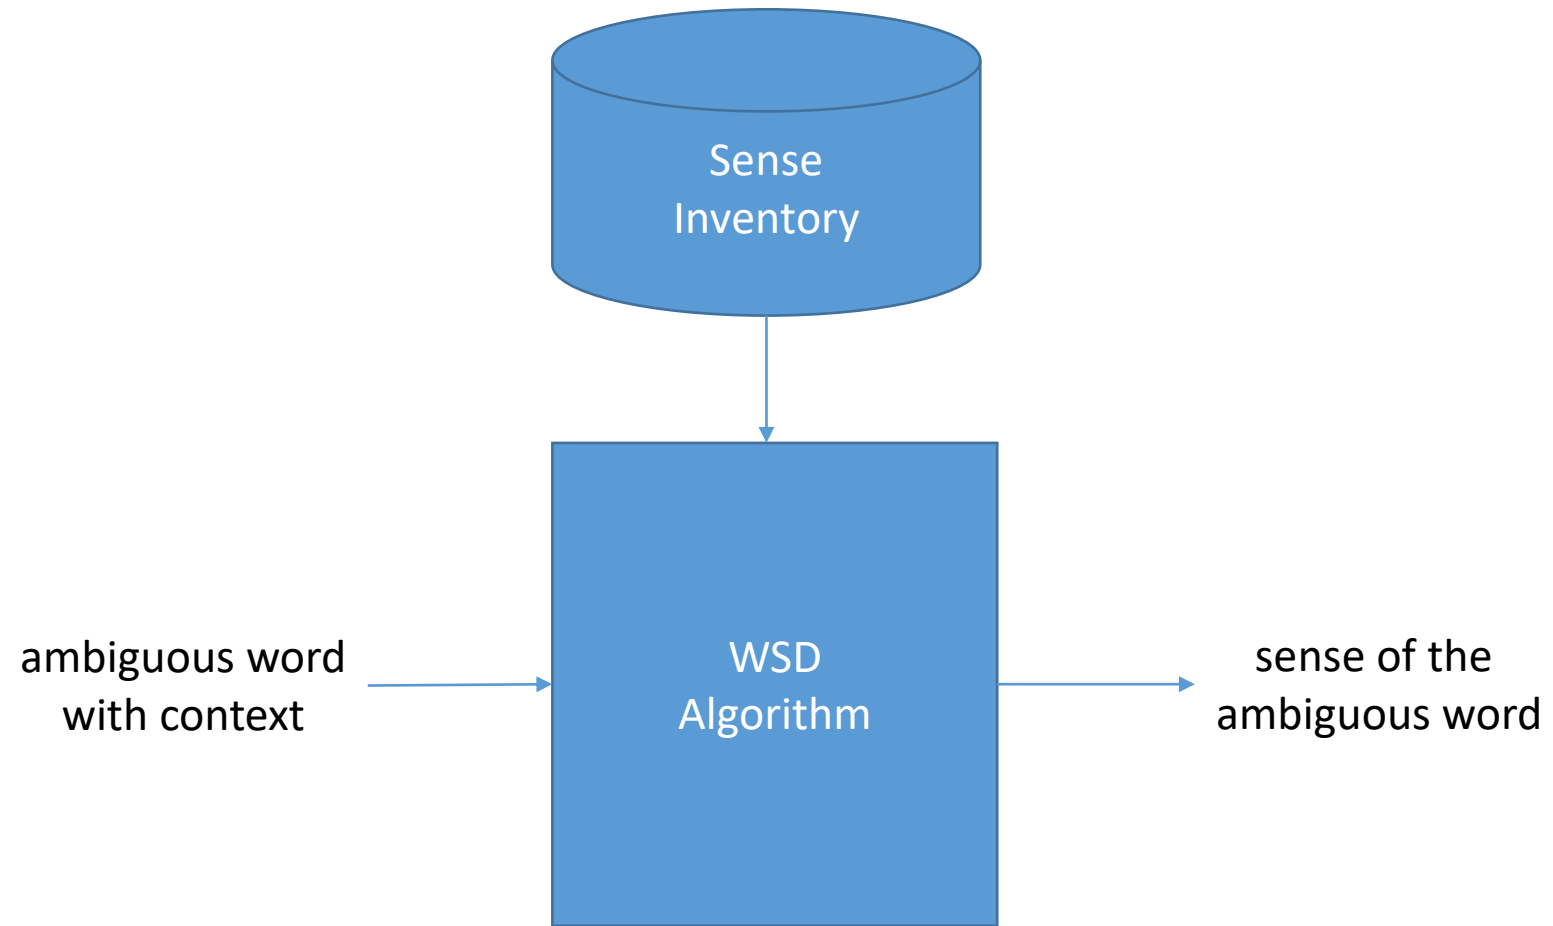 Sense
Inventory
ambiguous word
with context
WSD
Algorithm
sense of the
ambiguous word